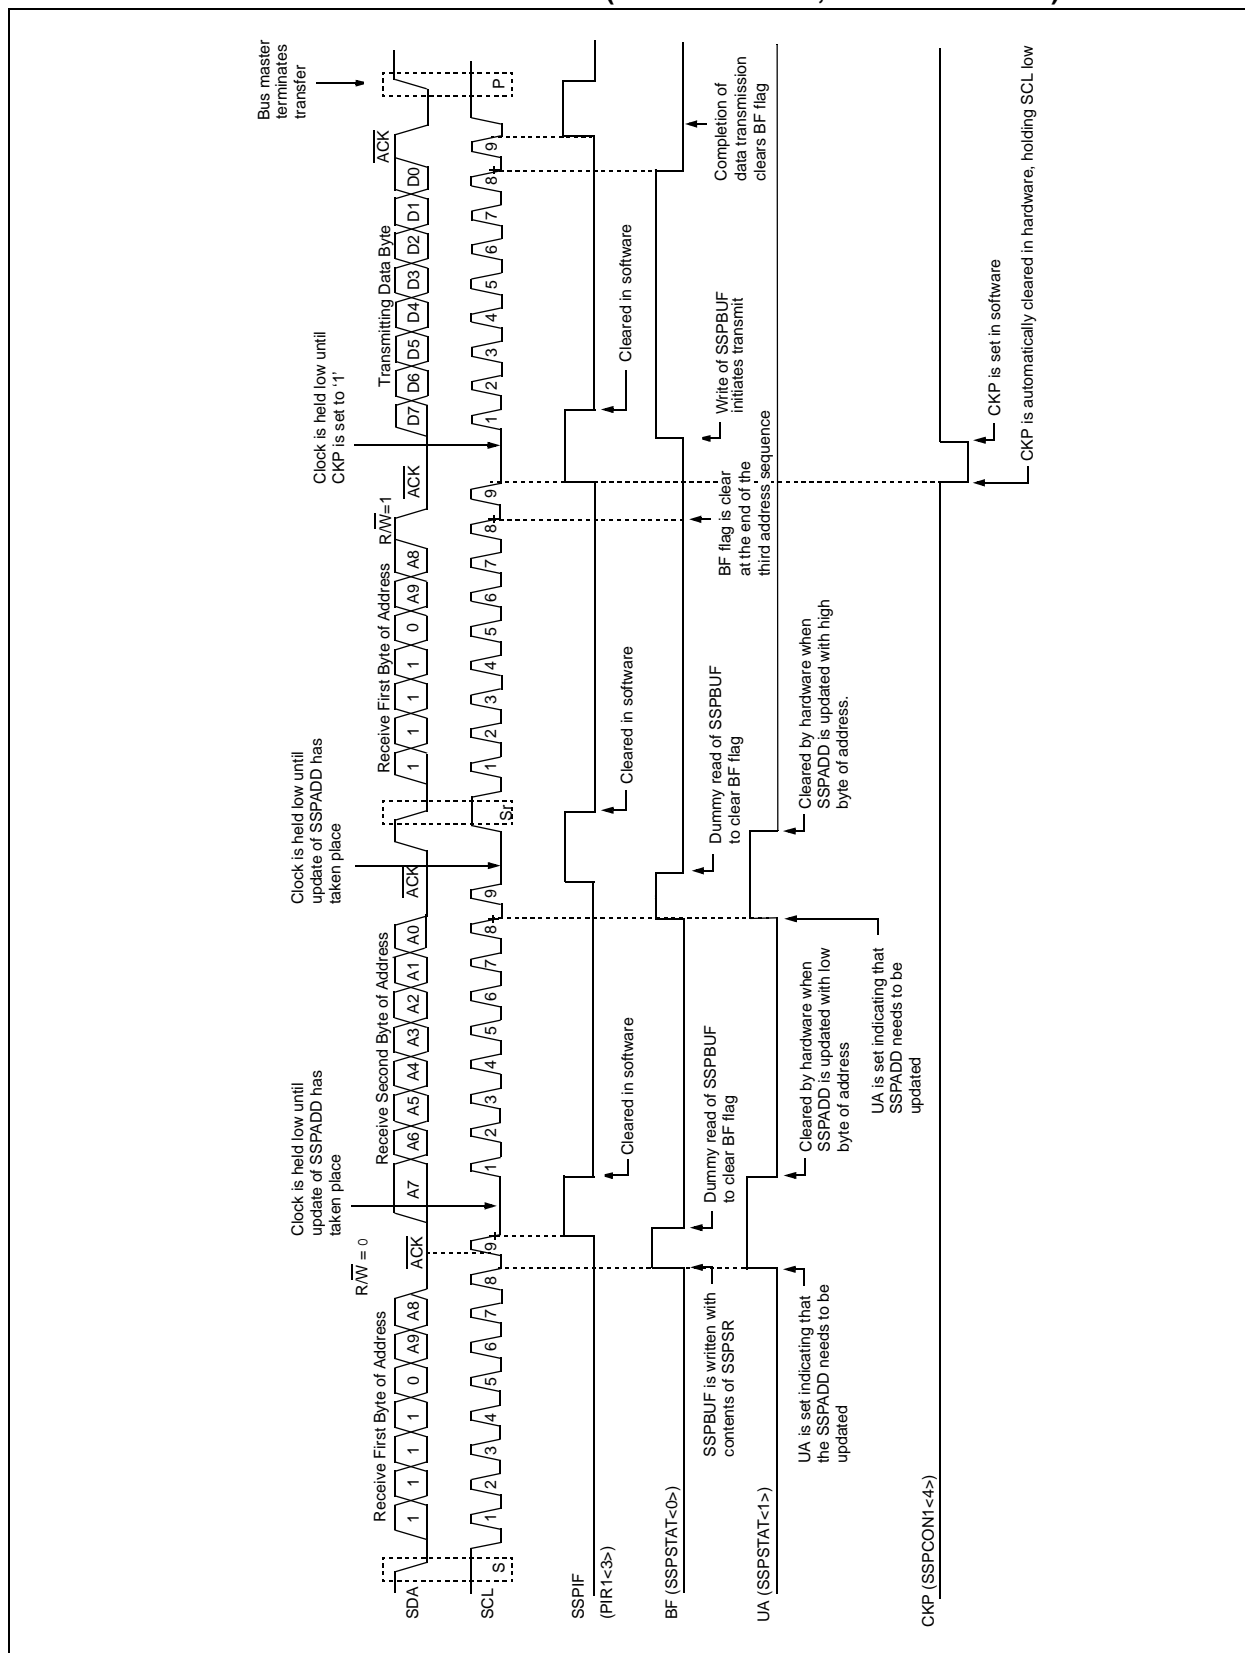 Bus master
terminates
transfer
Clock is held low until
CKP is set to ‘1’
Clock is held low until
update of SSPADD has
taken place
Clock is held low until
update of SSPADD has
taken place
Receive First Byte of Address
R/W = 0
Receive Second Byte of Address
Receive First Byte of Address
R/W=1
Transmitting Data Byte
SDA
1 1 1 1 0 A9 A8
ACK
A7 A6 A5 A4 A3 A2 A1 A0
ACK
1 1 1 1 0 A9 A8
ACK
D7 D6 D5 D4 D3 D2 D1 D0
ACK
SCL
S 1 2 3 4 5 6 7 8 9 1 2 3 4 5 6 7 8 9 Sr 1 2 3 4 5 6 7 8 9 1 2 3 4 5 6 7 8 9 P
SSPIF
(PIR1<3>)
Cleared in software
Cleared in software
Cleared in software
BF (SSPSTAT<0>)
SSPBUF is written with
contents of SSPSR
Dummy read of SSPBUF
to clear BF flag
Dummy read of SSPBUF
to clear BF flag
BF flag is clear
at the end of the
third address sequence
Write of SSPBUF
initiates transmit
Completion of
data transmission
clears BF flag
UA (SSPSTAT<1>)
UA is set indicating that
the SSPADD needs to be
updated
Cleared by hardware when
SSPADD is updated with low
byte of address
UA is set indicating that
SSPADD needs to be
updated
Cleared by hardware when
SSPADD is updated with high
byte of address.
CKP (SSPCON1<4>)
CKP is set in software
CKP is automatically cleared in hardware, holding SCL low